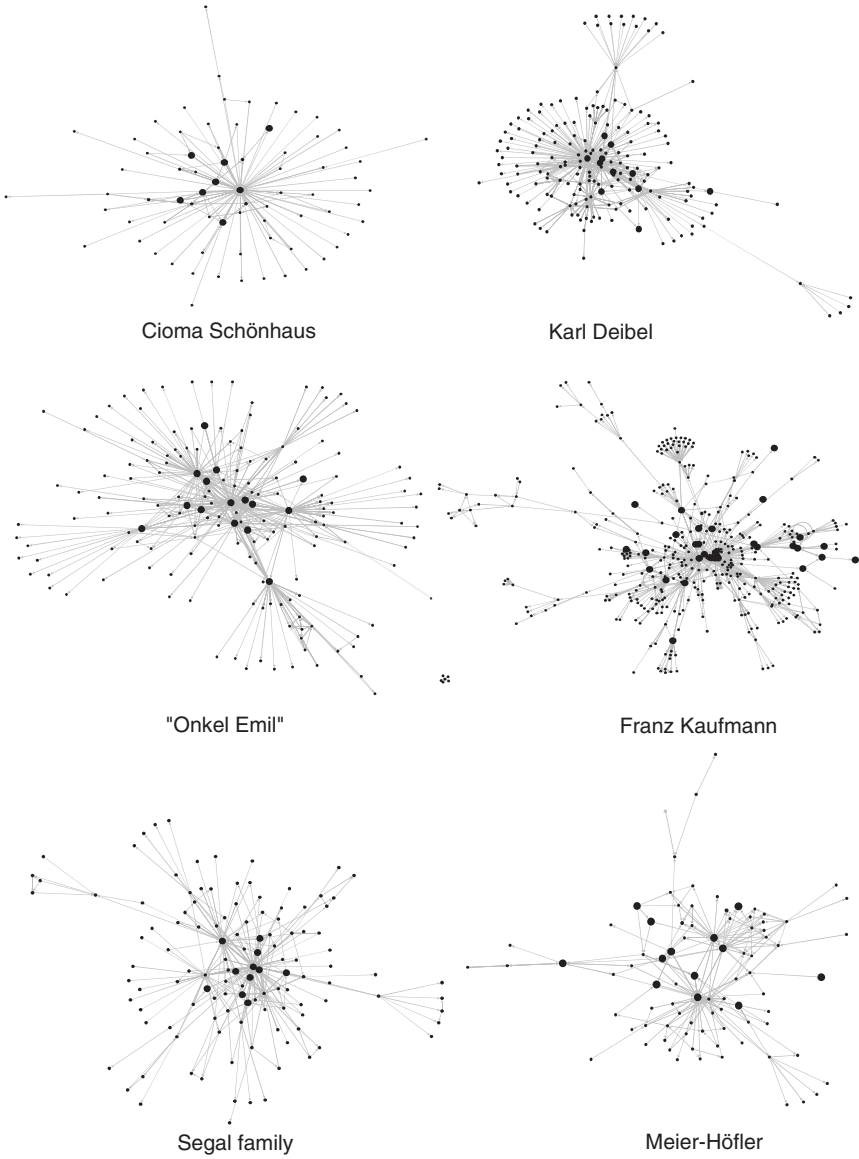 Cioma Schönhaus
Karl Deibel
"Onkel Emil"
Franz Kaufmann
Segal family
Meier-Höfler